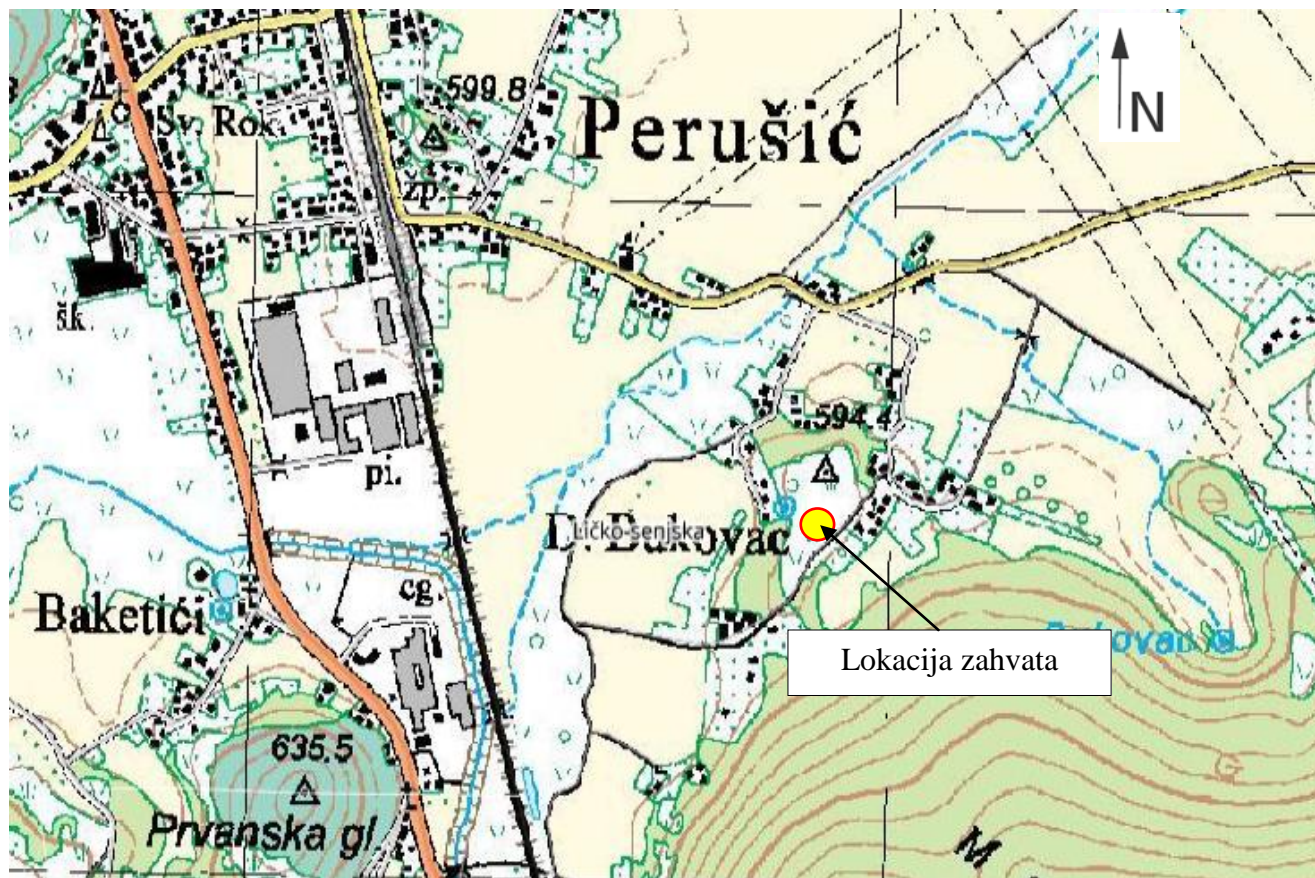 N
599.8
Perušić
Sv. Rok.
žp
šk.
594.4
pi.
D. Bukovac
Ličko-senjska
cg.
Baketići
Lokacija zahvata
635,5
Prvanska gl.
M